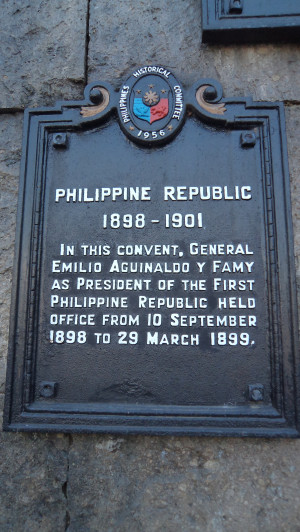 PHILIPPINES HISTORICAL COMMITTEE
1956
PHILIPPINE REPUBLIC
1898 - 1901
IN THIS CONVENT, GENERAL
EMILIO AGUINALDO Y FAMY
AS PRESIDENT OF THE FIRST
PHILIPPINE REPUBLIC HELD
OFFICE FROM 10 SEPTEMBER
1898 TO 29 MARCH 1899.